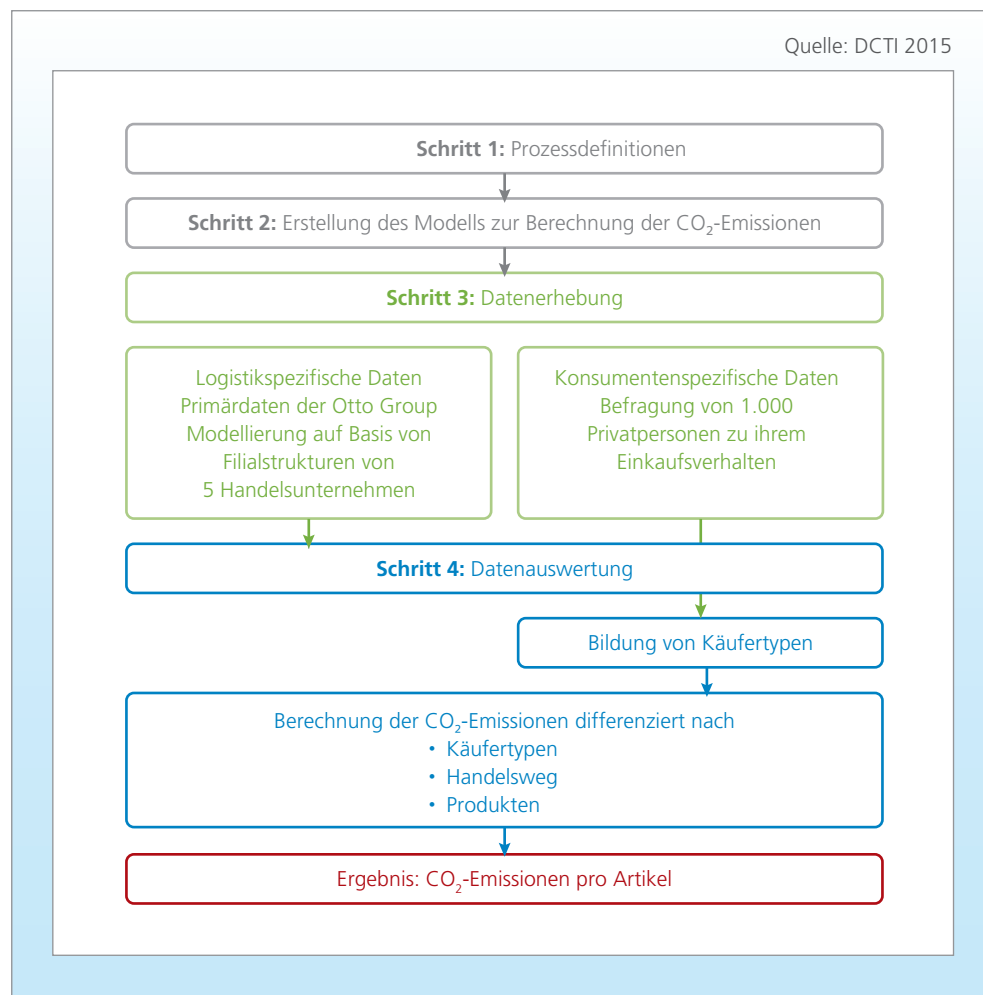 Quelle: DCTI 2015
Schritt 1: Prozessdefinitionen
Schritt 2: Erstellung des Modells zur Berechnung der CO₂-Emissionen
Schritt 3: Datenerhebung
Logistikspezifische Daten
Primärdaten der Otto Group
Modellierung auf Basis von
Filialstrukturen von
5 Handelsunternehmen
Konsumentenspezifische Daten
Befragung von 1.000
Privatpersonen zu ihrem
Einkaufsverhalten
Schritt 4: Datenauswertung
Bildung von Käufertypen
Berechnung der CO₂-Emissionen differenziert nach
• Käufertypen
• Handelsweg
• Produkten
Ergebnis: CO₂-Emissionen pro Artikel